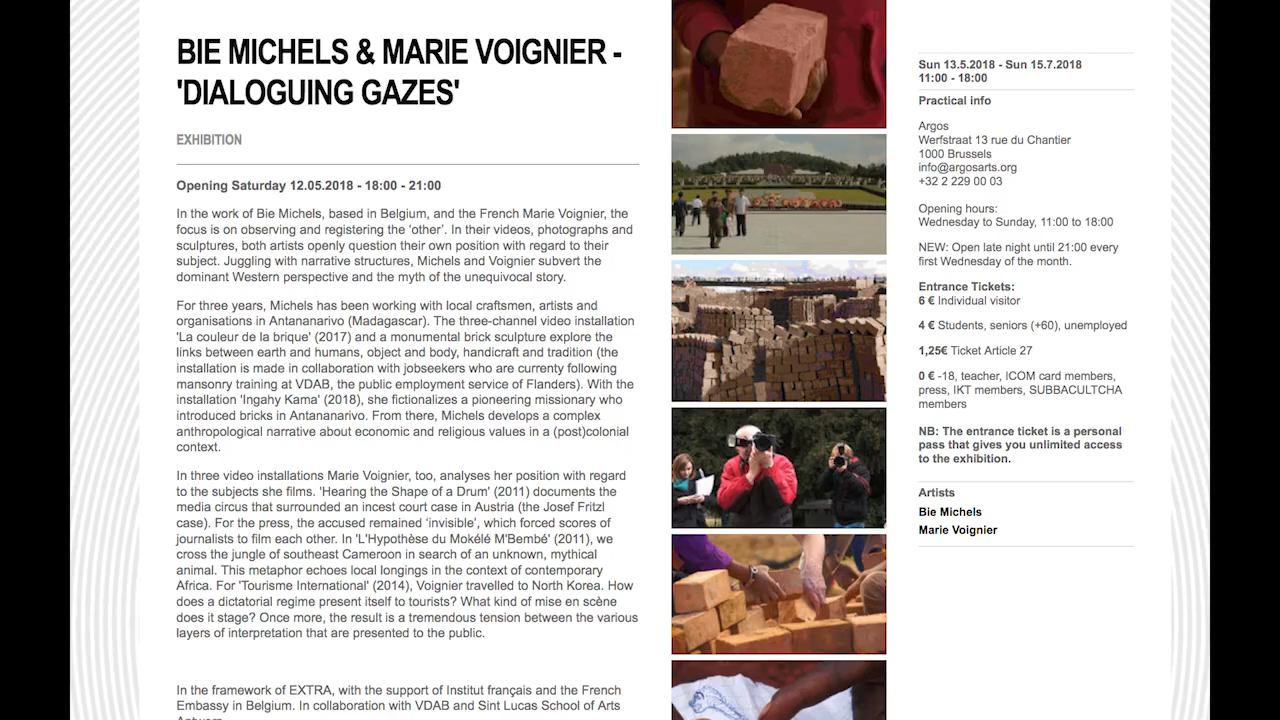 BIE MICHELS & MARIE VOIGNIER -
'DIALOGUING GAZES'
EXHIBITION
Opening Saturday 12.05.2018 - 18:00 - 21:00
In the work of Bie Michels, based in Belgium, and the French Marie Voignier, the
focus is on observing and registering the ‘other’. In their videos, photographs and
sculptures, both artists openly question their own position with regard to their
subject. Juggling with narrative structures, Michels and Voignier subvert the
dominant Western perspective and the myth of the unequivocal story.
For three years, Michels has been working with local craftsmen, artists and
organisations in Antananarivo (Madagascar). The three-channel video installation
'La couleur de la brique' (2017) and a monumental brick sculpture explore the
links between earth and humans, object and body, handicraft and tradition (the
installation is made in collaboration with jobseekers who are currenty following
mansonry training at VDAB, the public employment service of Flanders). With the
installation 'Ingahy Kama' (2018), she fictionalizes a pioneering missionary who
introduced bricks in Antananarivo. From there, Michels develops a complex
anthropological narrative about economic and religious values in a (post)colonial
context.
In three video installations Marie Voignier, too, analyses her position with regard
to the subjects she films. 'Hearing the Shape of a Drum' (2011) documents the
media circus that surrounded an incest court case in Austria (the Josef Fritzl
case). For the press, the accused remained ‘invisible’, which forced scores of
journalists to film each other. In 'L'Hypothèse du Mokélé M'Bembé' (2011), we
cross the jungle of southeast Cameroon in search of an unknown, mythical
animal. This metaphor echoes local longings in the context of contemporary
Africa. For 'Tourisme International' (2014), Voignier travelled to North Korea. How
does a dictatorial regime present itself to tourists? What kind of mise en scène
does it stage? Once more, the result is a tremendous tension between the various
layers of interpretation that are presented to the public.
In the framework of EXTRA, with the support of Institut français and the French
Embassy in Belgium. In collaboration with VDAB and Sint Lucas School of Arts
Antwerp
Sun 13.5.2018 - Sun 15.7.2018
11:00 - 18:00
Practical info
Argos
Werfstraat 13 rue du Chantier
1000 Brussels
info@argosarts.org
+32 2 229 00 03
Opening hours:
Wednesday to Sunday, 11:00 to 18:00
NEW: Open late night until 21:00 every
first Wednesday of the month.
Entrance Tickets:
6 € Individual visitor
4 € Students, seniors (+60), unemployed
1,25€ Ticket Article 27
0 € -18, teacher, ICOM card members,
press, IKT members, SUBBACULTCHA
members
NB: The entrance ticket is a personal
pass that gives you unlimited access
to the exhibition.
Artists
Bie Michels
Marie Voignier